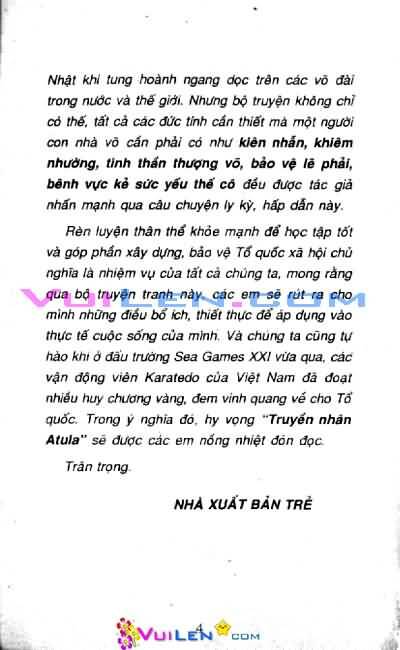 Nhật khi tung hoành ngang dọc trên các võ đài
trong nước và thế giới. Nhưng bộ truyện không chỉ
có thế, tất cả các đức tính cần thiết mà một người
con nhà võ cần phải có như kiên nhẫn, khiêm
nhường, tinh thần thượng võ, bảo vệ lẽ phải,
bênh vực kẻ sức yếu thế cô đều được tác giả
nhấn mạnh qua câu chuyện ly kỳ, hấp dẫn này.
Rèn luyện thân thể khỏe mạnh để học tập tốt
và góp phần xây dựng, bảo vệ Tổ quốc xã hội chủ
nghĩa là nhiệm vụ của tất cả chúng ta, mong rằng
qua bộ truyện tranh này, các em sẽ rút ra cho
VUILEN.COM
mình những điều bổ ích, thiết thực để áp dụng vào
thực tế cuộc sống của mình. Và chúng ta cũng tự
hào khi ở đấu trường Sea Games XXI vừa qua, các
vận động viên Karatedo của Việt Nam đã đoạt
nhiều huy chương vàng, đem vinh quang về cho Tổ
quốc. Trong ý nghĩa đó, hy vọng "Truyền nhân
Atula" sẽ được các em nồng nhiệt đón đọc.
Trân trọng.
NHÀ XUẤT BẢN TRẺ
4
VUILEN.COM